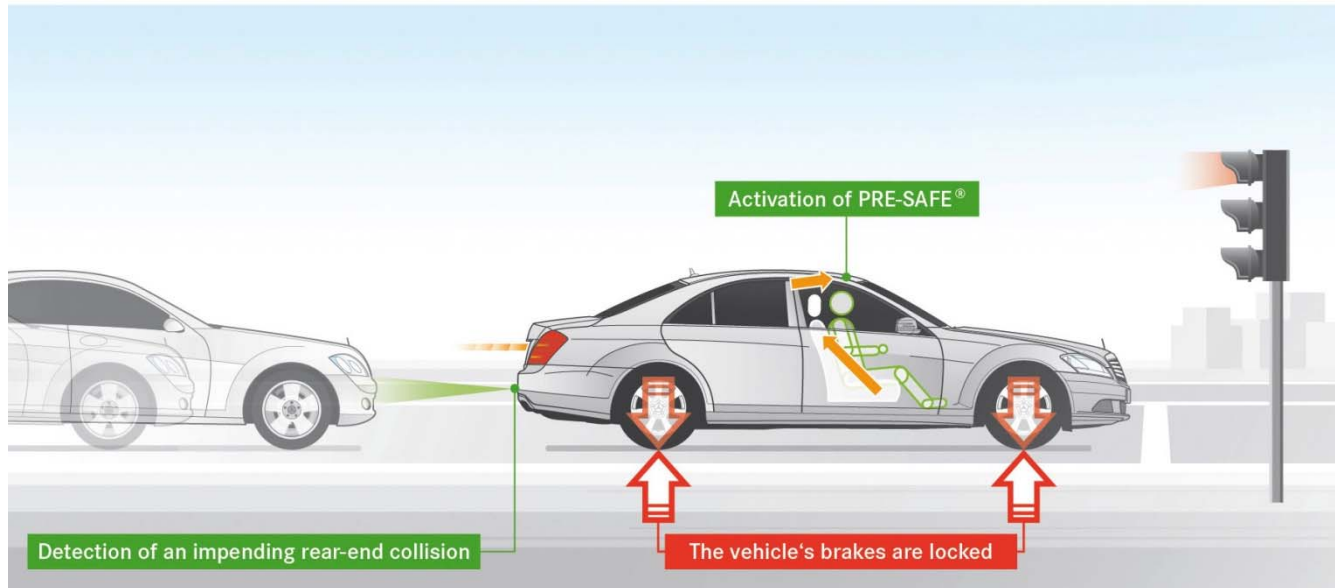 Activation of PRE-SAFE®
Detection of an impending rear-end collision
The vehicle‘s brakes are locked